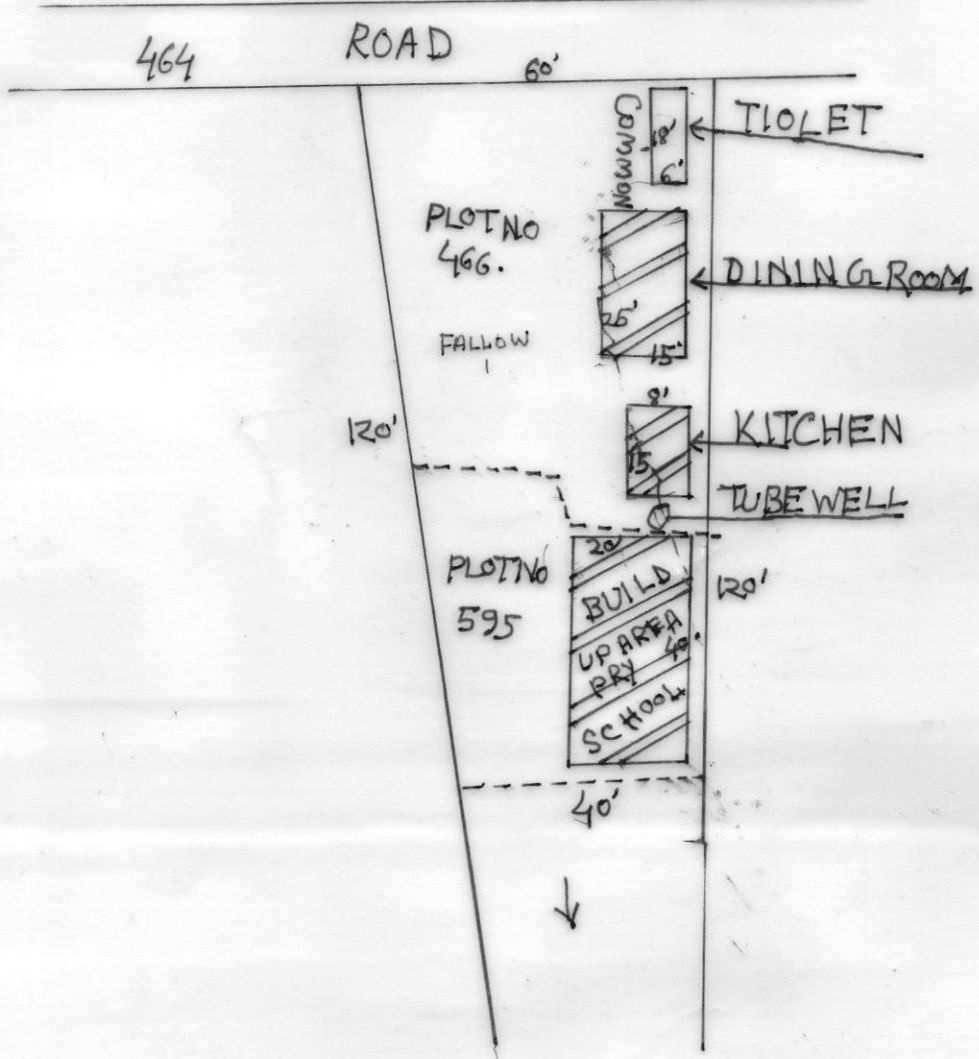 464
ROAD
60'
COMMON
18'
6'
TIOLET
PLOT NO
466.
DINING ROOM
25'
15'
FALLOW
8'
120'
KITCHEN
15
TUBEWELL
20
PLOT NO
595
BUILD
UP AREA
40'
PRY
SCHOOL
120'
40'